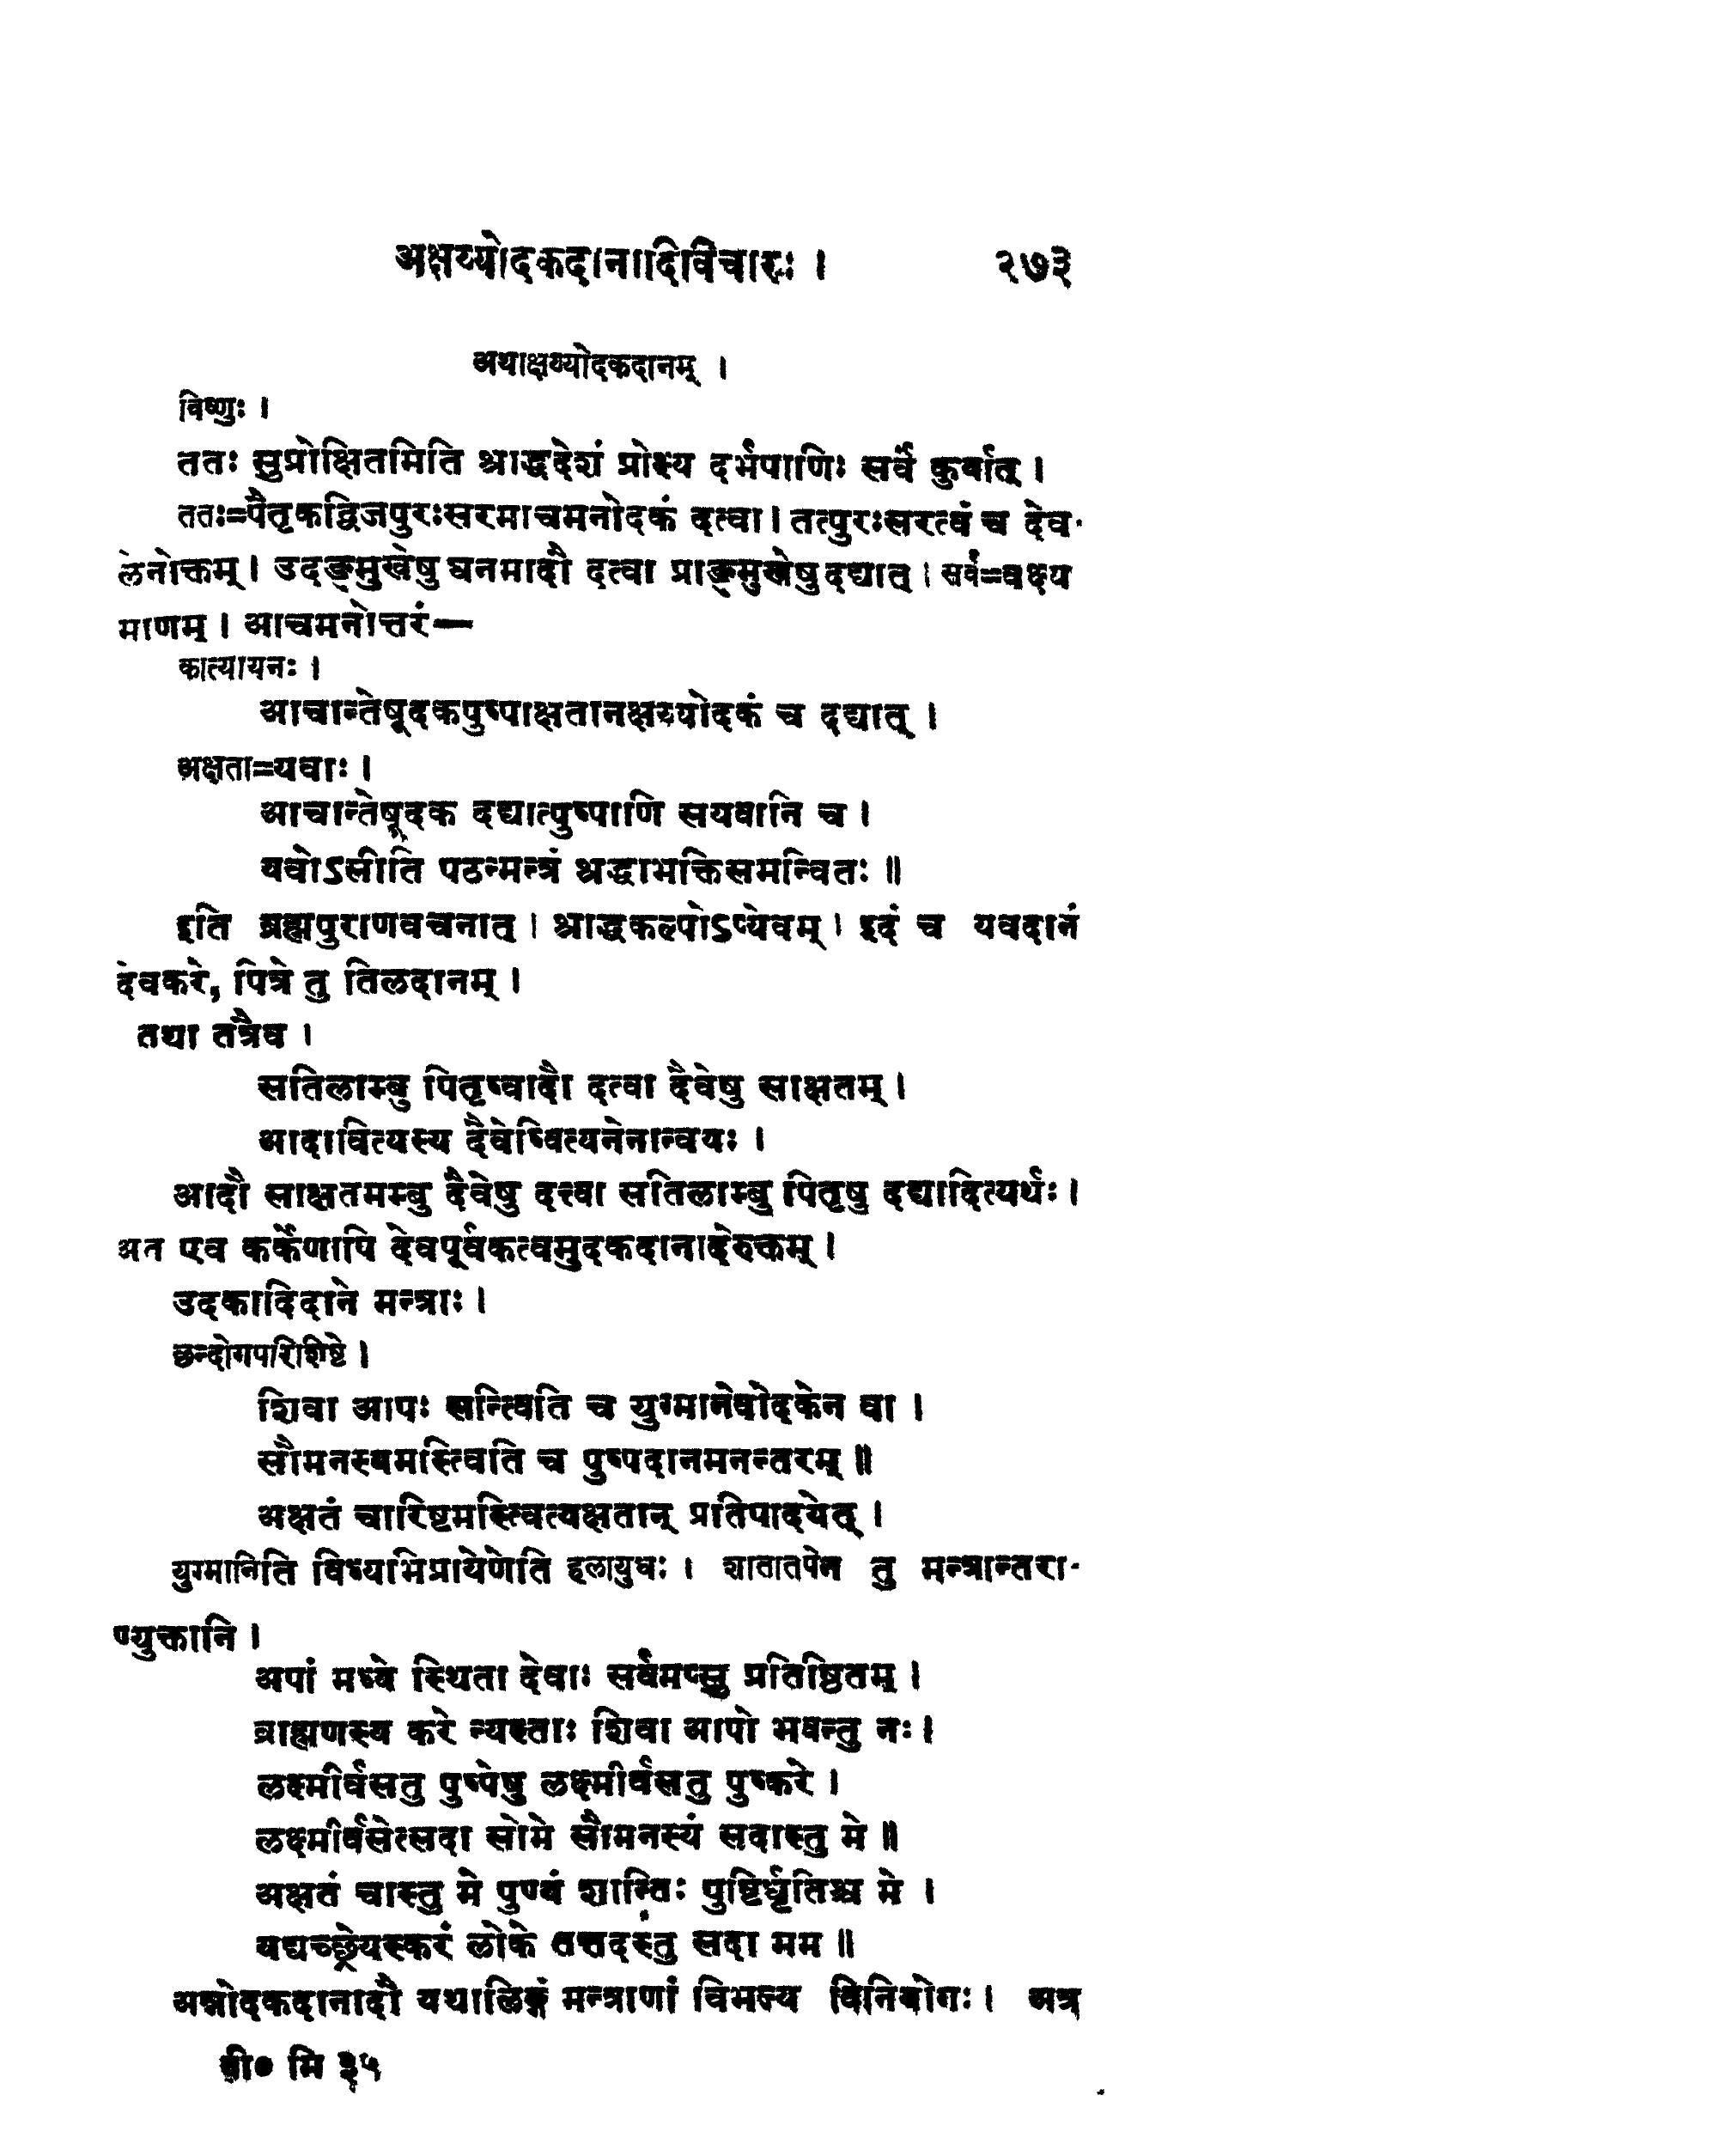 अक्षय्योदकदानादिविचारः । २७३
अथाक्षय्योदकदानम् ।
विष्णुः ।
ततः सुप्रोक्षितमिति श्राद्धदेशं प्रोक्ष्य दर्भपाणिः सर्वं कुर्यात् ।
ततः=पैतृकद्विजपुरःसरमाचमनोदकं दत्वा । तत्पुरःसरत्वं च देव-
लेनोक्तम् । उदङ्मुखेषु घनमादौ दत्वा प्राङ्मुखेषु दद्यात् । सर्वं=वक्ष्य
माणम् । आचमनोत्तरं—
कात्यायनः ।
आचान्तेषूदकपुष्पाक्षतानक्षय्योदकं च दद्यात् ।
अक्षता=यवाः ।
आचान्तेषूदक दद्यात्पुष्पाणि सयवानि च ।
यवोऽसीति पठन्मन्त्रं श्रद्धाभक्तिसमन्वितः ॥
इति ब्रह्मपुराणवचनात् । श्राद्धकल्पोऽप्येवम् । इदं च यवदानं
देवकरे, पित्रे तु तिलदानम् ।
तथा तत्रैव ।
सतिलाम्बु पितृष्वादौ दत्वा दैवेषु साक्षतम् ।
आदावित्यस्य दैवेष्वित्यनेनान्वयः ।
आदौ साक्षतमम्बु दैवेषु दत्त्वा सतिलाम्बु पितृषु दद्यादित्यर्थः ।
अत एव कर्केणापि देवपूर्वकत्वमुदकदानादेरुक्तम् ।
उदकादिदाने मन्त्राः ।
छन्दोगपरिशिष्टे ।
शिवा आपः सन्त्विति च युग्मानेवोदकेन वा ।
सौमनस्यमस्त्विति च पुष्पदानमनन्तरम् ॥
अक्षतं चारिष्टमस्त्वित्यक्षतान् प्रतिपादयेत् ।
युग्मानिति विध्यभिप्रायेणेति हलायुधः । शातातपेन तु मन्त्रान्तरा-
ण्युक्तानि ।
अपां मध्ये स्थिता देवाः सर्वमप्सु प्रतिष्ठितम् ।
ब्राह्मणस्य करे न्यस्ताः शिवा आपो भवन्तु नः ।
लक्ष्मीर्वसतु पुष्पेषु लक्ष्मीर्वसतु पुष्करे ।
लक्ष्मीर्वसेत्सदा सोमे सौमनस्यं सदास्तु मे ॥
अक्षतं चास्तु मे पुण्यं शान्तिः पुष्टिर्धृतिश्च मे ।
यद्यच्छ्रेयस्करं लोके तत्तदस्तु सदा मम ॥
अन्नोदकदानादौ यथालिङ्गं मन्त्राणां विभज्य विनियोगः । अत्र
वी० मि ३५